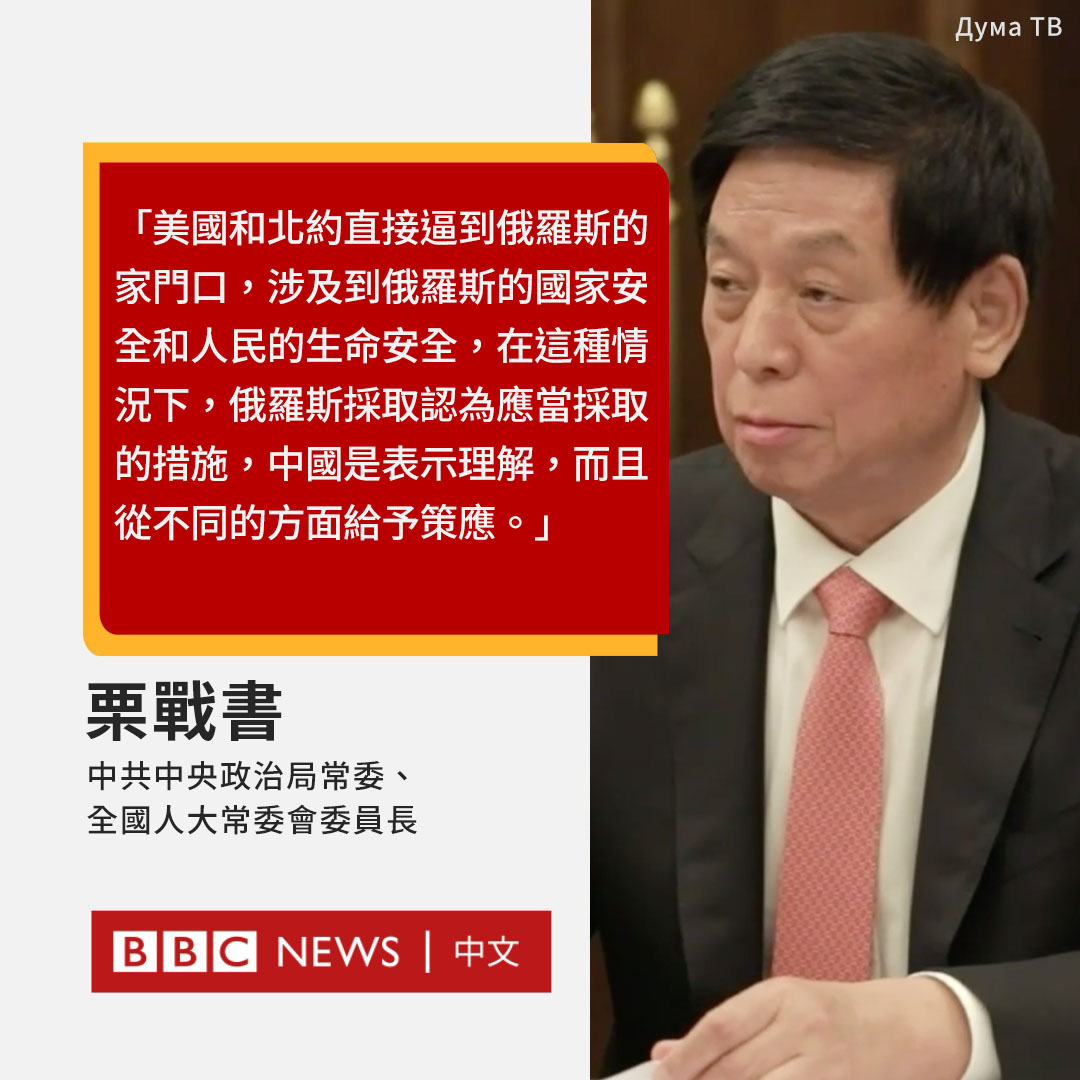 Дума ТВ
「美國和北約直接逼到俄羅斯的
家門口，涉及到俄羅斯的國家安
全和人民的生命安全，在這種情
況下，俄羅斯採取認為應當採取
的措施，中國是表示理解，而且
從不同的方面給予策應。」
栗戰書
中共中央政治局常委、
全國人大常委會委員長
BBC NEWS | 中文